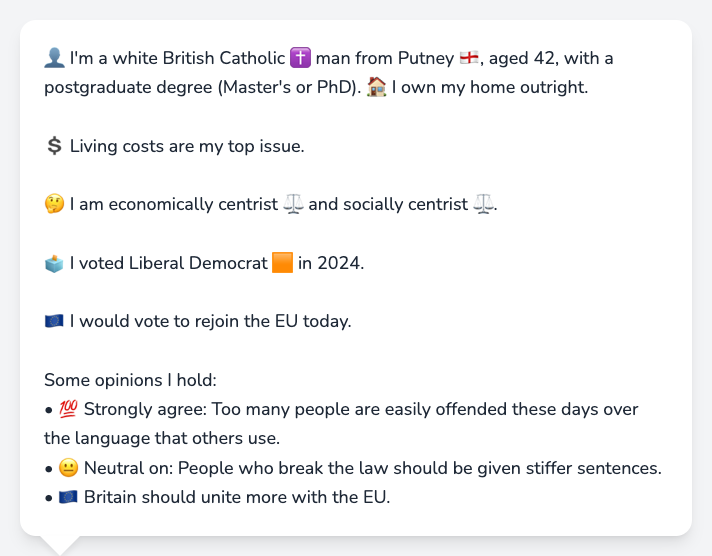 👤 I'm a white British Catholic ✝️ man from Putney 🏴󠁧󠁢󠁥󠁮󠁧󠁿, aged 42, with a
postgraduate degree (Master's or PhD). 🏠 I own my home outright.
💲 Living costs are my top issue.
🤔 I am economically centrist ⚖️ and socially centrist ⚖️.
🗳️ I voted Liberal Democrat 🟧 in 2024.
🇪🇺 I would vote to rejoin the EU today.
Some opinions I hold:
• 💯 Strongly agree: Too many people are easily offended these days over
the language that others use.
• 😐 Neutral on: People who break the law should be given stiffer sentences.
• 🇪🇺 Britain should unite more with the EU.